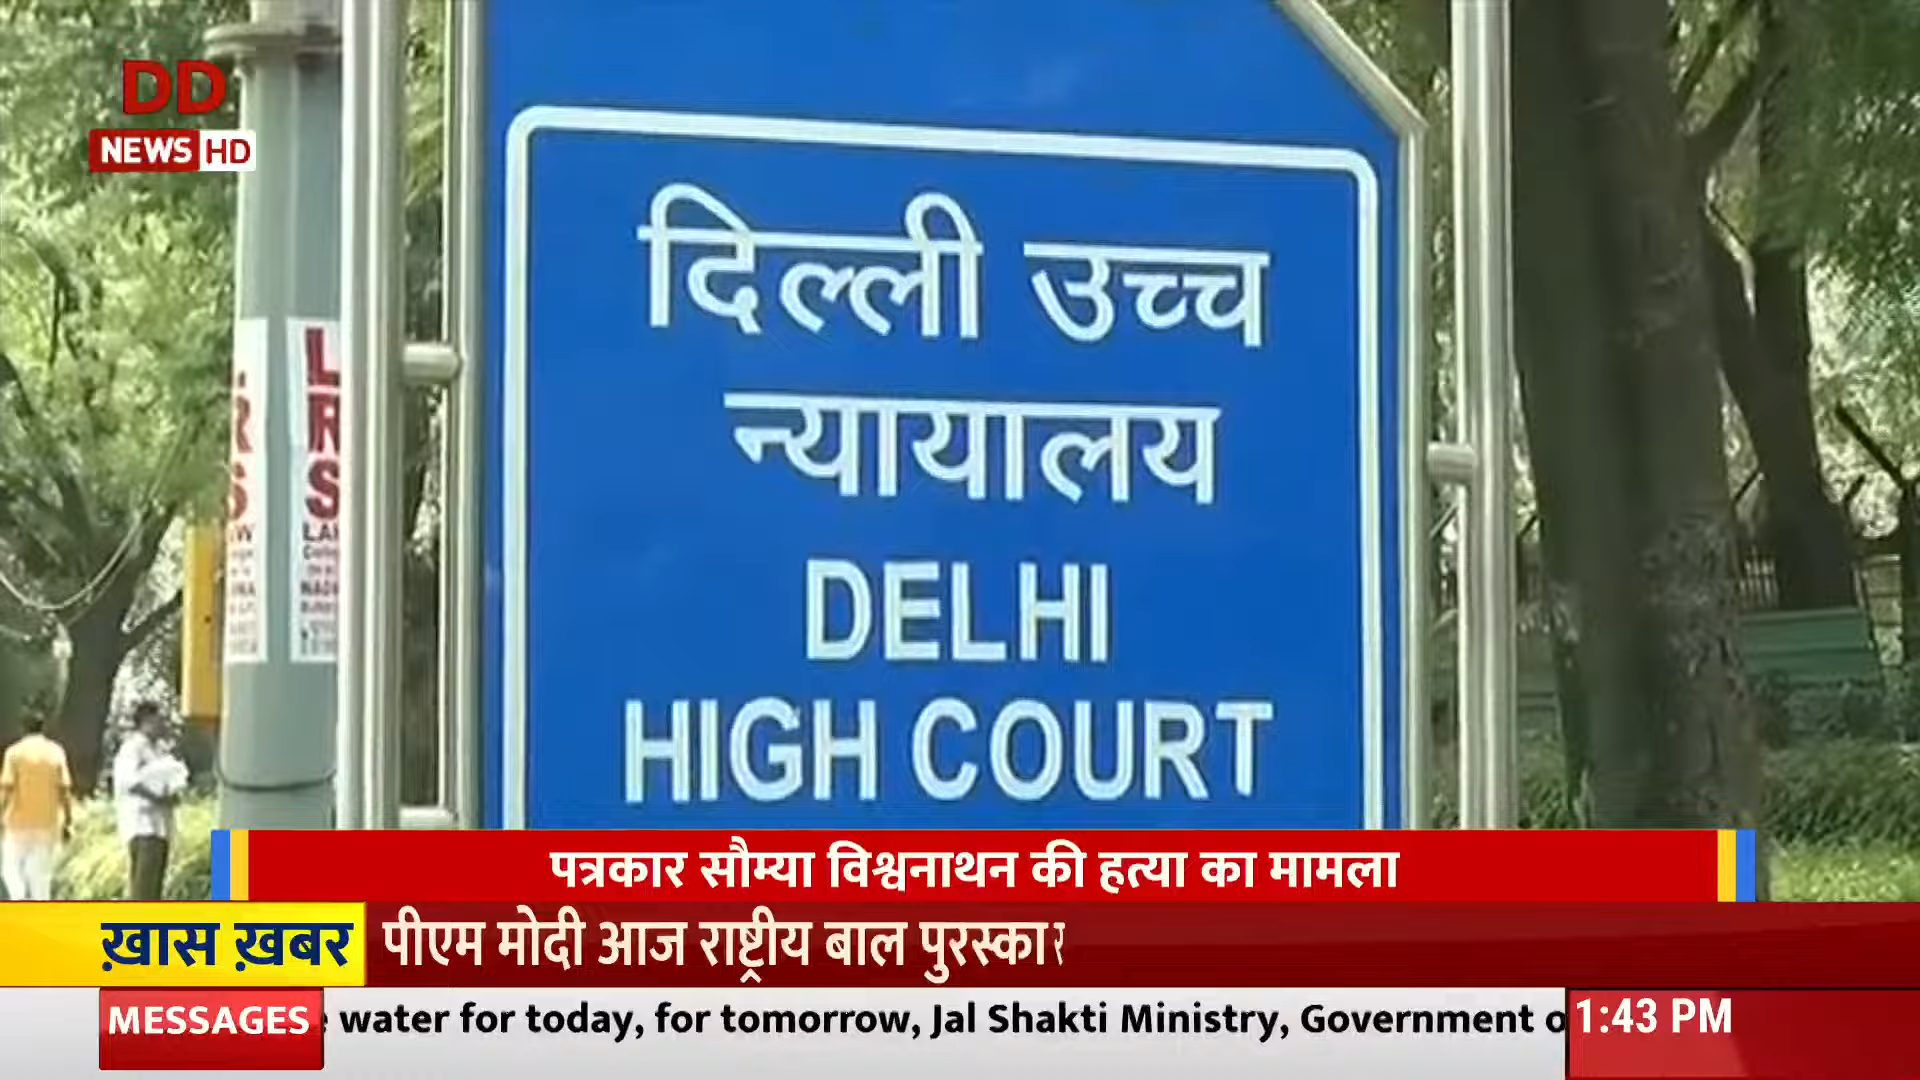 DD
NEWS HD
दिल्ली उच्च
न्यायालय
DELHI
HIGH COURT
L
R
S
पत्रकार सौम्या विश्वनाथन की हत्या का मामला
ख़ास ख़बर
पीएम मोदी आज राष्ट्रीय बाल पुरस्कार
MESSAGES
water for today, for tomorrow, Jal Shakti Ministry, Government
1:43 PM